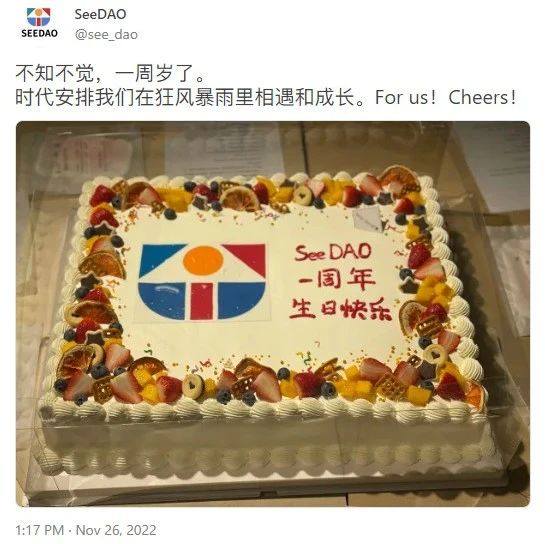 SeeDAO
@see_dao
SEEDAO
不知不觉，一周岁了。
时代安排我们在狂风暴雨里相遇和成长。For us！Cheers！
See DAO
一周年
生日快乐
1:17 PM · Nov 26, 2022